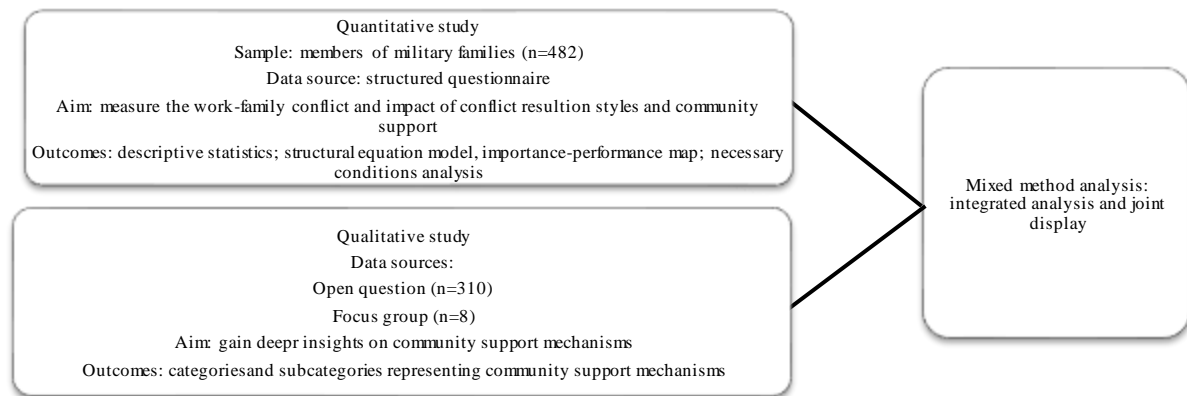 Quantitative study
Sample: members of military families (n=482)
Data source: structured questionnaire
Aim: measure the work-family conflict and impact of conflict resultion styles and community
support
Outcomes: descriptive statistics; structural equation model, importance-performance map; necessary
conditions analysis
Qualitative study
Data sources:
Open question (n=310)
Focus group (n=8)
Aim: gain deepr insights on community support mechanisms
Outcomes: categoriesand subcategories representing community support mechanisms
Mixed method analysis:
integrated analysis and joint
display